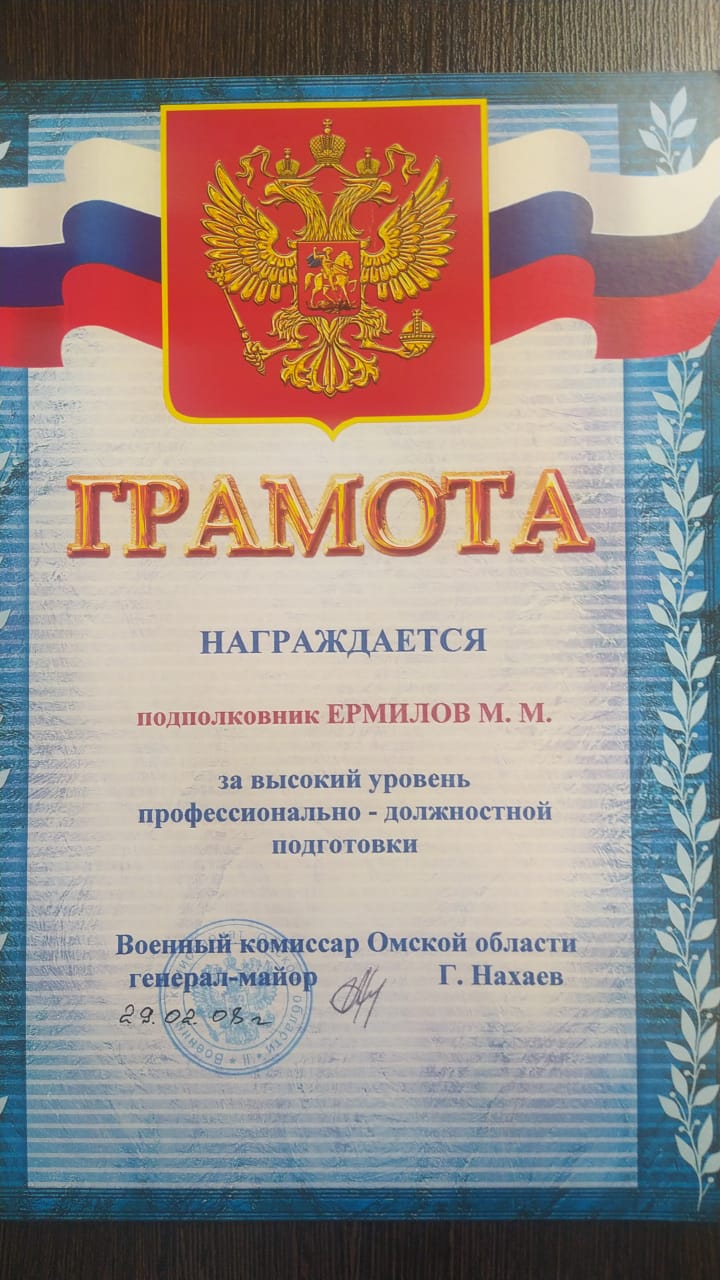 ГРАМОТА
НАГРАЖДАЕТСЯ
подполковник ЕРМИЛОВ М. М.
за высокий уровень
профессионально - должностной
подготовки
Военный комиссар Омской области
генерал-майор Г. Нахаев
29.02.08г